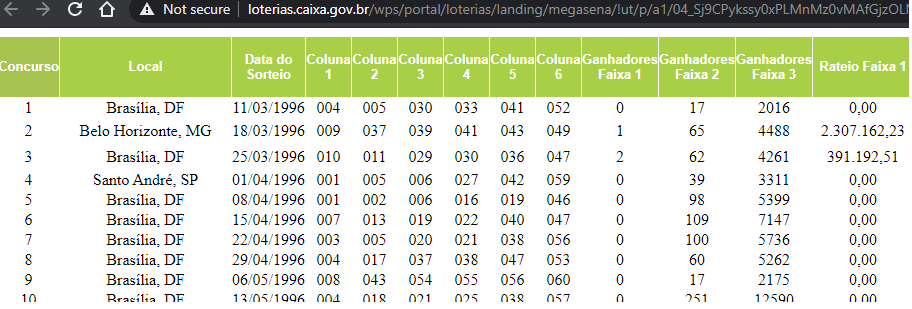 Not secure | loterias.caixa.gov.br/wps/portal/loterias/landing/megasena/!ut/p/a1/04_Sj9CPykssy0xPLMnMz0vMAfGjzOL
Concurso Local Data do Sorteio Coluna 1 Coluna 2 Coluna 3 Coluna 4 Coluna 5 Coluna 6 Ganhadores Faixa 1 Ganhadores Faixa 2 Ganhadores Faixa 3 Rateio Faixa 1
1 Brasília, DF 11/03/1996 004 005 030 033 041 052 0 17 2016 0,00
2 Belo Horizonte, MG 18/03/1996 009 037 039 041 043 049 1 65 4488 2.307.162,23
3 Brasília, DF 25/03/1996 010 011 029 030 036 047 2 62 4261 391.192,51
4 Santo André, SP 01/04/1996 001 005 006 027 042 059 0 39 3311 0,00
5 Brasília, DF 08/04/1996 001 002 006 016 019 046 0 98 5399 0,00
6 Brasília, DF 15/04/1996 007 013 019 022 040 047 0 109 7147 0,00
7 Brasília, DF 22/04/1996 003 005 020 021 038 056 0 100 5736 0,00
8 Brasília, DF 29/04/1996 004 017 037 038 047 053 0 60 5262 0,00
9 Brasília, DF 06/05/1996 008 043 054 055 056 060 0 17 2175 0,00
10 Brasília, DF 13/05/1996 004 018 021 025 038 057 0 251 12590 0,00